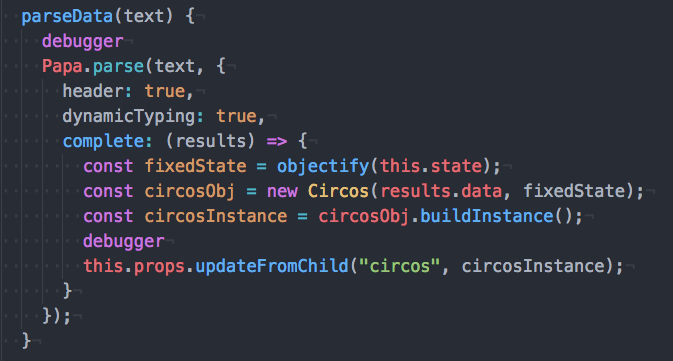 parseData(text) {
debugger
Papa.parse(text, {
header: true,
dynamicTyping: true,
complete: (results) => {
const fixedState = objectify(this.state);
const circosObj = new Circos(results.data, fixedState);
const circosInstance = circosObj.buildInstance();
debugger
this.props.updateFromChild("circos", circosInstance);
}
});
}